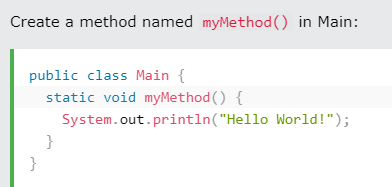 Create a method named myMethod() in Main:
public class Main {
  static void myMethod() {
    System.out.println("Hello World!");
  }
}